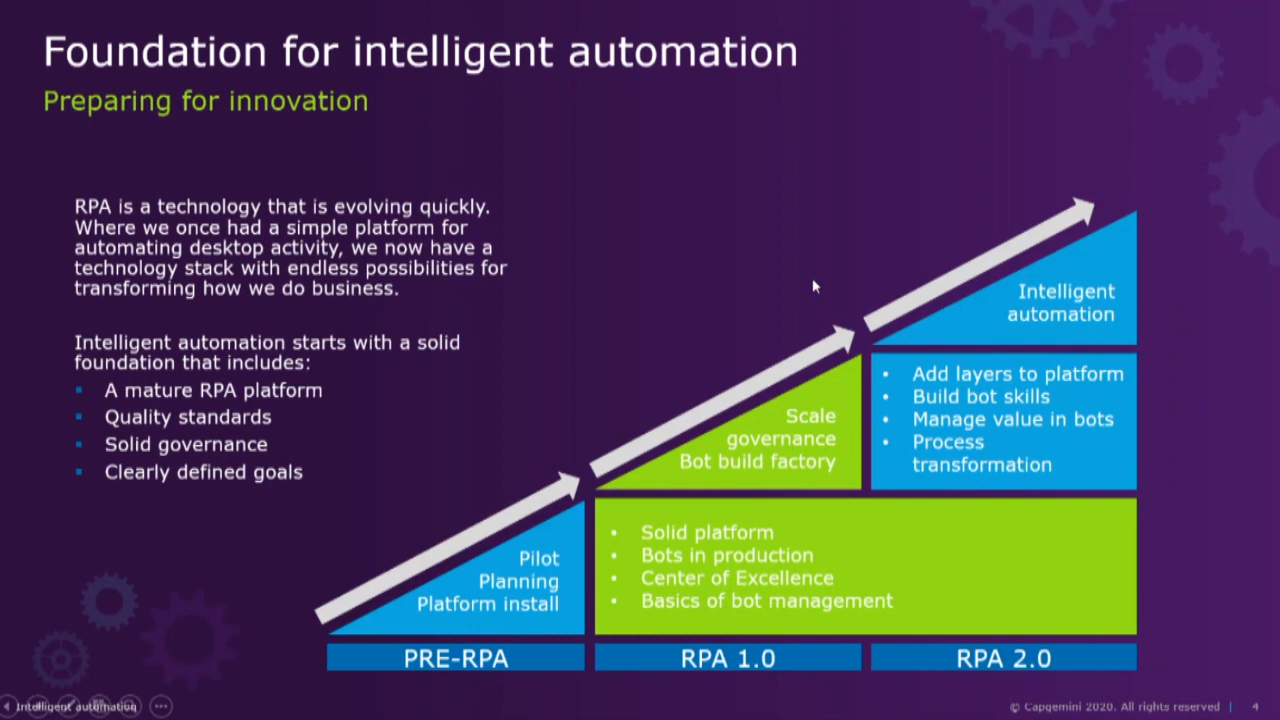 Foundation for intelligent automation
Preparing for innovation
RPA is a technology that is evolving quickly.
Where we once had a simple platform for
automating desktop activity, we now have a
technology stack with endless possibilities for
transforming how we do business.
Intelligent automation starts with a solid
foundation that includes:
▪ A mature RPA platform
▪ Quality standards
▪ Solid governance
▪ Clearly defined goals
Pilot
Planning
Platform install
Scale
governance
Bot build factory
Intelligent
automation
• Add layers to platform
• Build bot skills
• Manage value in bots
• Process
transformation
• Solid platform
• Bots in production
• Center of Excellence
• Basics of bot management
PRE-RPA
RPA 1.0
RPA 2.0
Intelligent automation
© Capgemini 2020. All rights reserved | 4